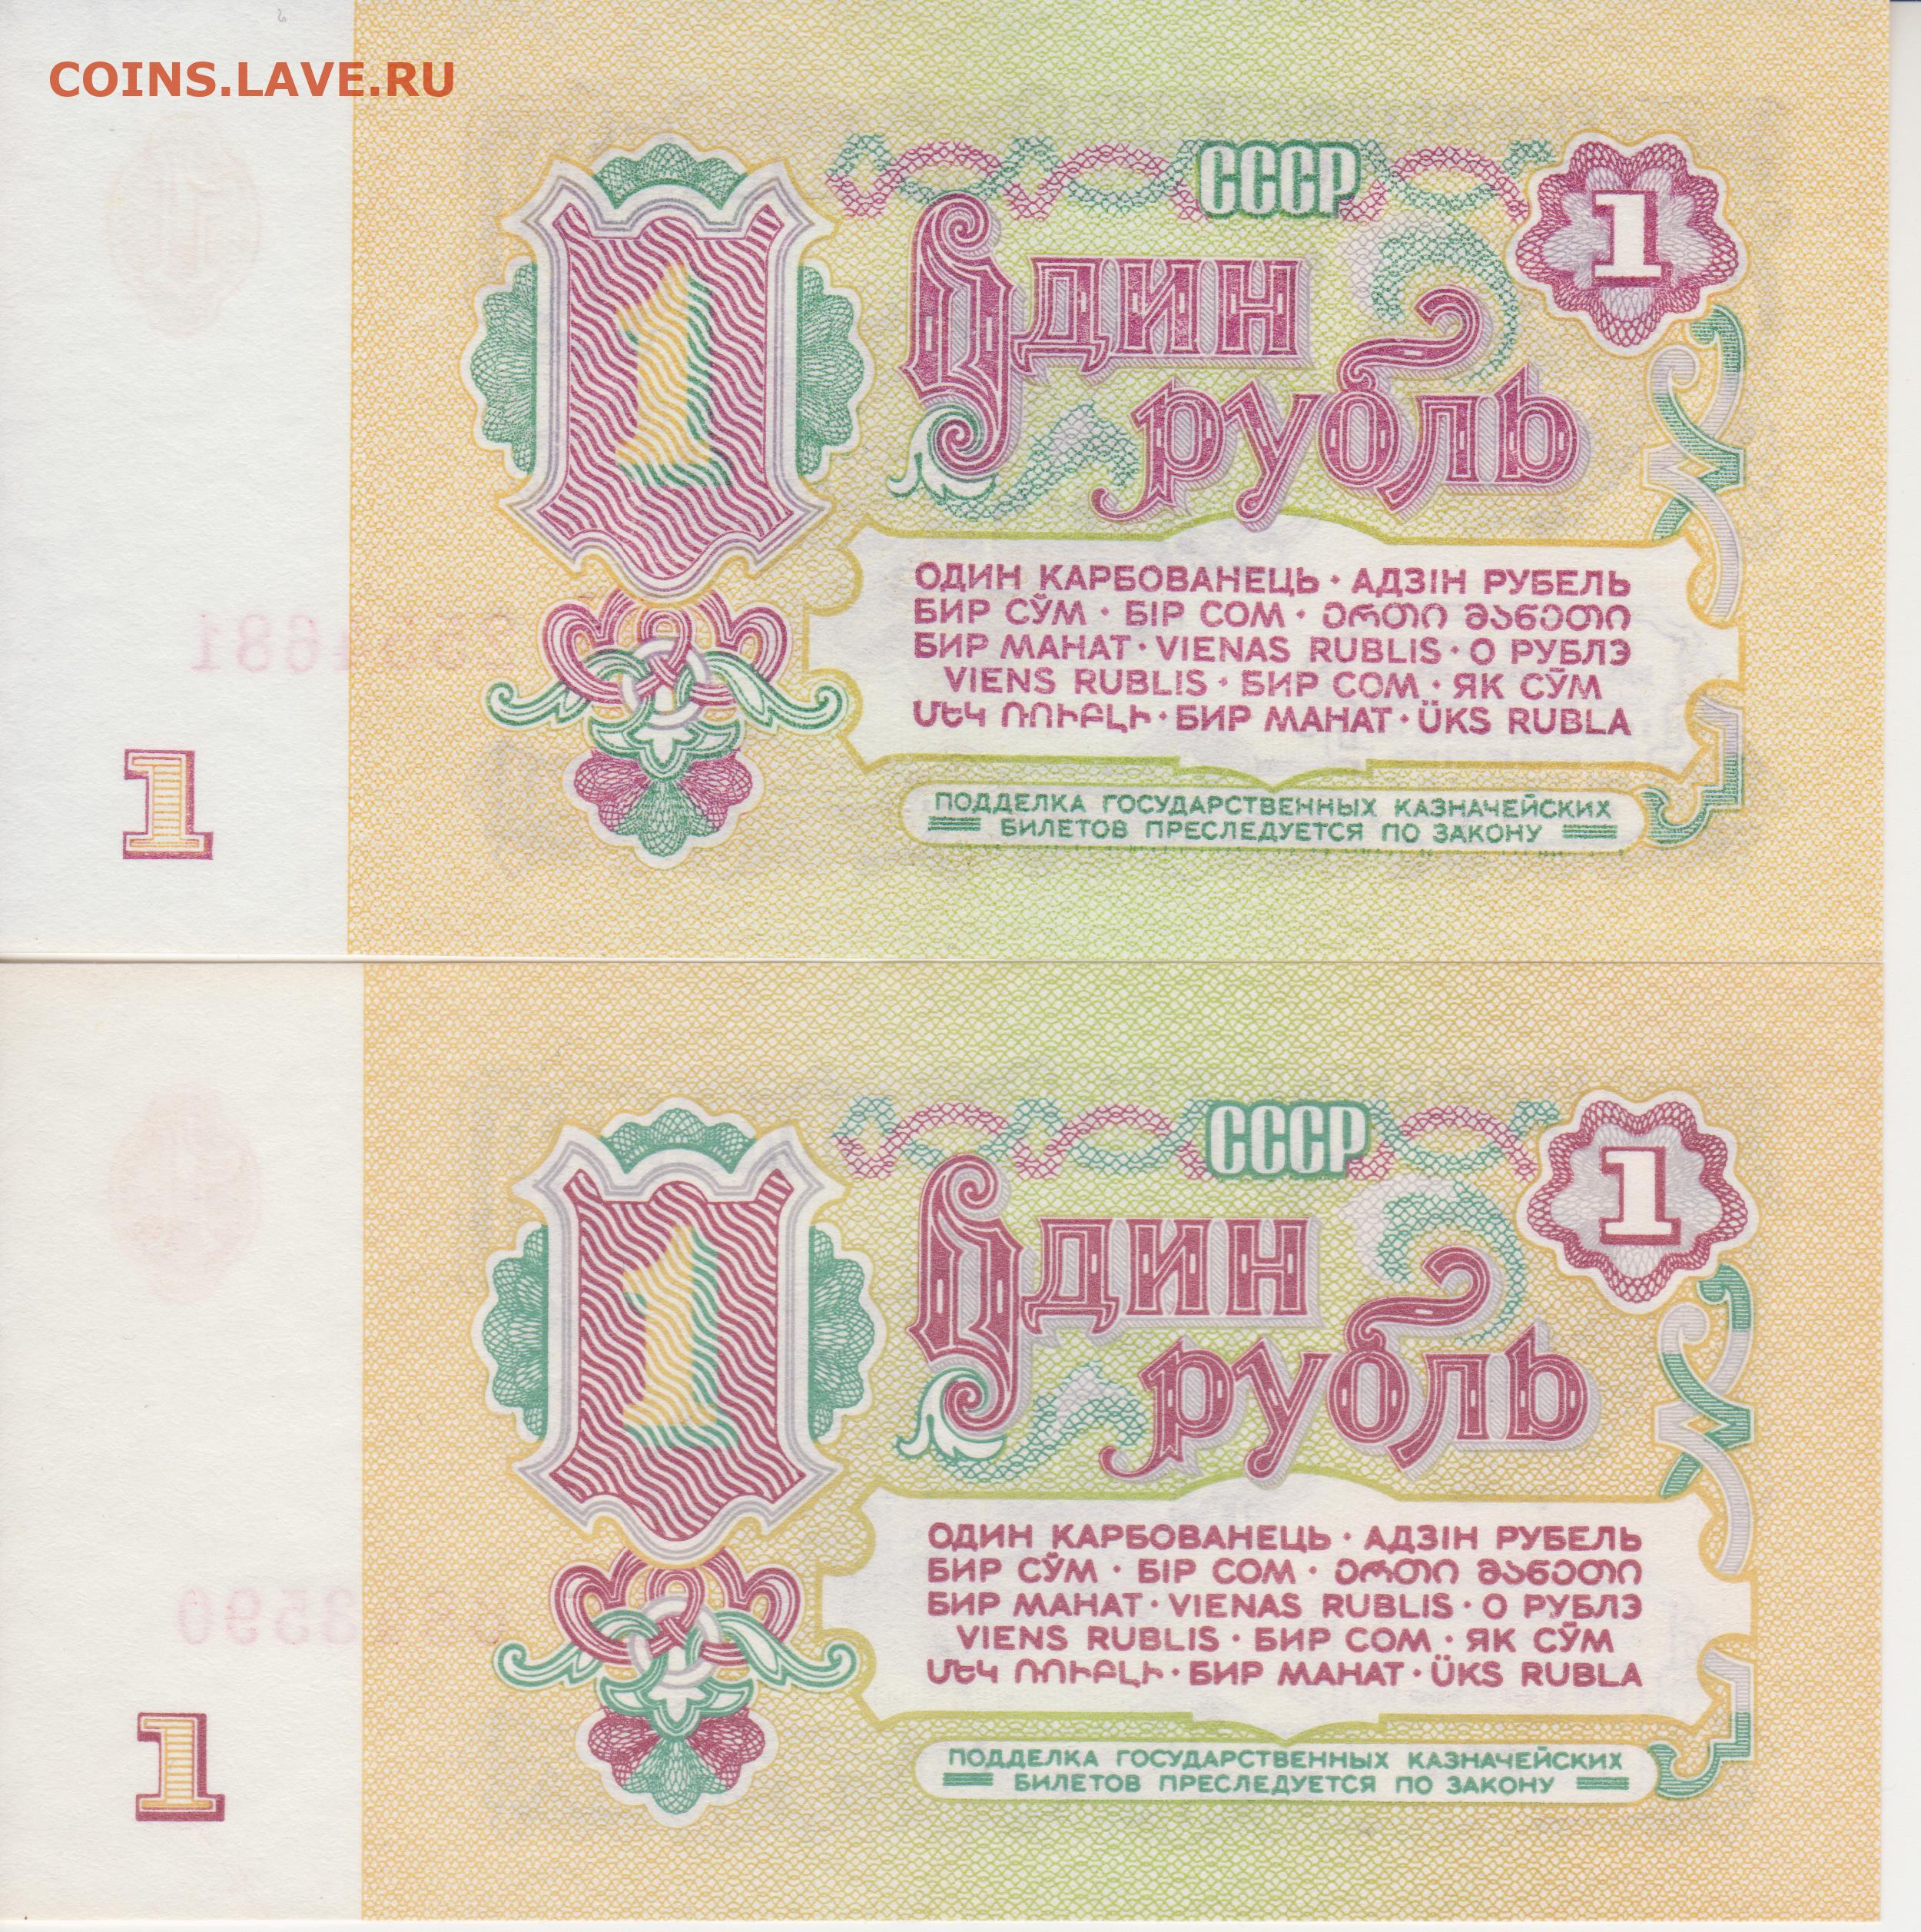 COINS.LAVE.RU
СССР
1
1
Один
рубль
ОДИН КАРБОВАНЕЦЬ · АДЗІН РУБЕЛЬ
БИР СЎМ · БІР СОМ · ᲔᲠᲗᲘ ᲛᲐᲜᲔᲗᲘ
БИР МАНАТ · VIENAS RUBLIS · О РУБЛЭ
VIENS RUBLIS · БИР СОМ · ЯК СӮМ
ՄԵԿ ՌՈՒԲԼԻ · БИР МАНАТ · ÜKS RUBLA
1
ПОДДЕЛКА ГОСУДАРСТВЕННЫХ КАЗНАЧЕЙСКИХ
БИЛЕТОВ ПРЕСЛЕДУЕТСЯ ПО ЗАКОНУ
СССР
1
1
Один
рубль
ОДИН КАРБОВАНЕЦЬ · АДЗІН РУБЕЛЬ
БИР СЎМ · БІР СОМ · ᲔᲠᲗᲘ ᲛᲐᲜᲔᲗᲘ
БИР МАНАТ · VIENAS RUBLIS · О РУБЛЭ
VIENS RUBLIS · БИР СОМ · ЯК СӮМ
ՄԵԿ ՌՈՒԲԼԻ · БИР МАНАТ · ÜKS RUBLA
1
ПОДДЕЛКА ГОСУДАРСТВЕННЫХ КАЗНАЧЕЙСКИХ
БИЛЕТОВ ПРЕСЛЕДУЕТСЯ ПО ЗАКОНУ